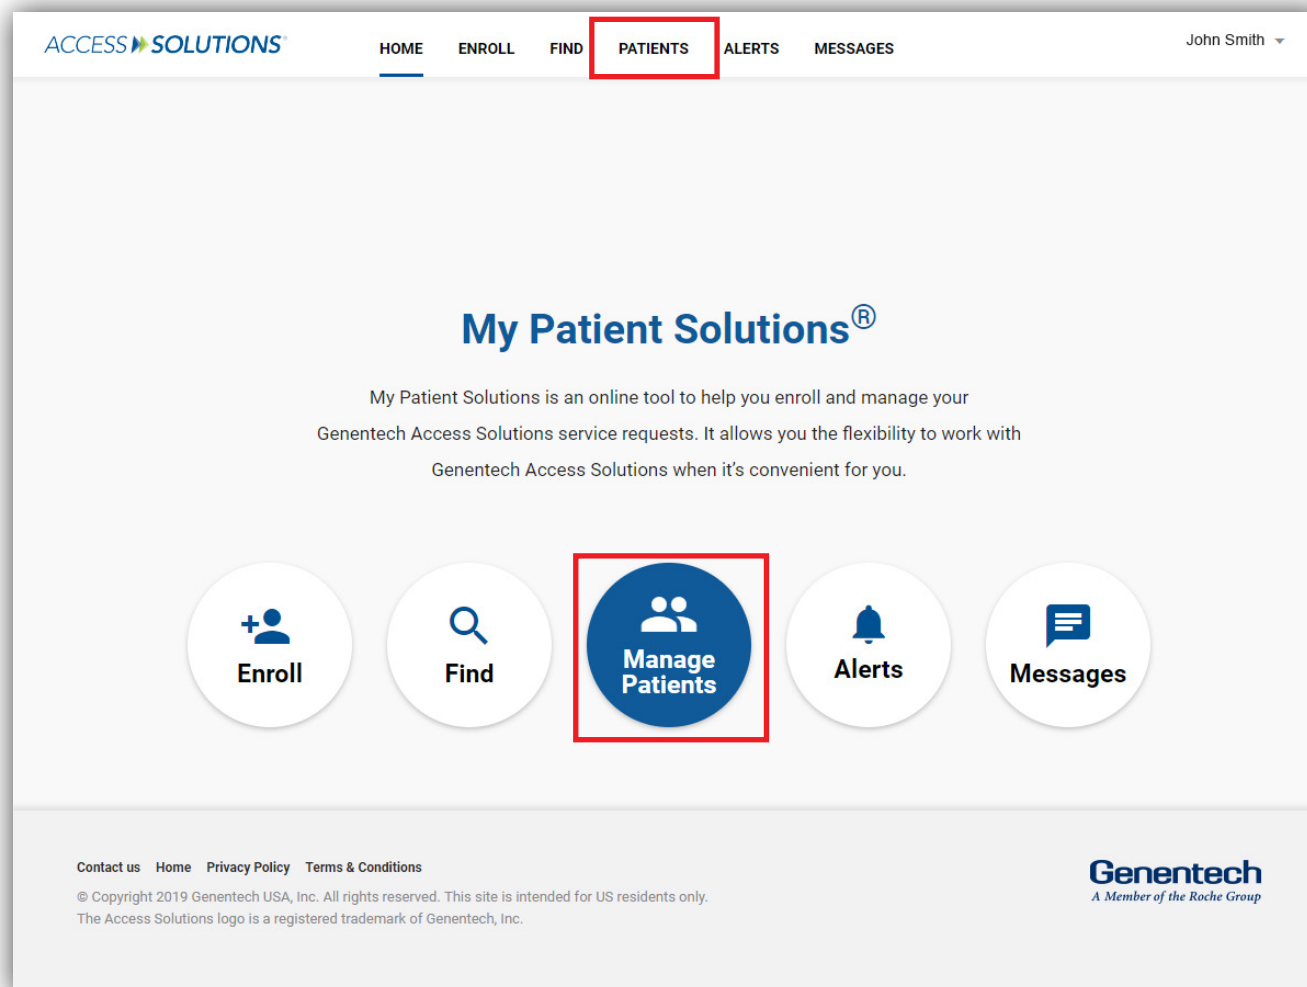 ACCESS SOLUTIONS®
HOME ENROLL FIND PATIENTS ALERTS MESSAGES
John Smith
My Patient Solutions®
My Patient Solutions is an online tool to help you enroll and manage your
Genentech Access Solutions service requests. It allows you the flexibility to work with
Genentech Access Solutions when it’s convenient for you.
Enroll
Find
Manage
Patients
Alerts
Messages
Contact us Home Privacy Policy Terms & Conditions
© Copyright 2019 Genentech USA, Inc. All rights reserved. This site is intended for US residents only.
The Access Solutions logo is a registered trademark of Genentech, Inc.
Genentech
A Member of the Roche Group